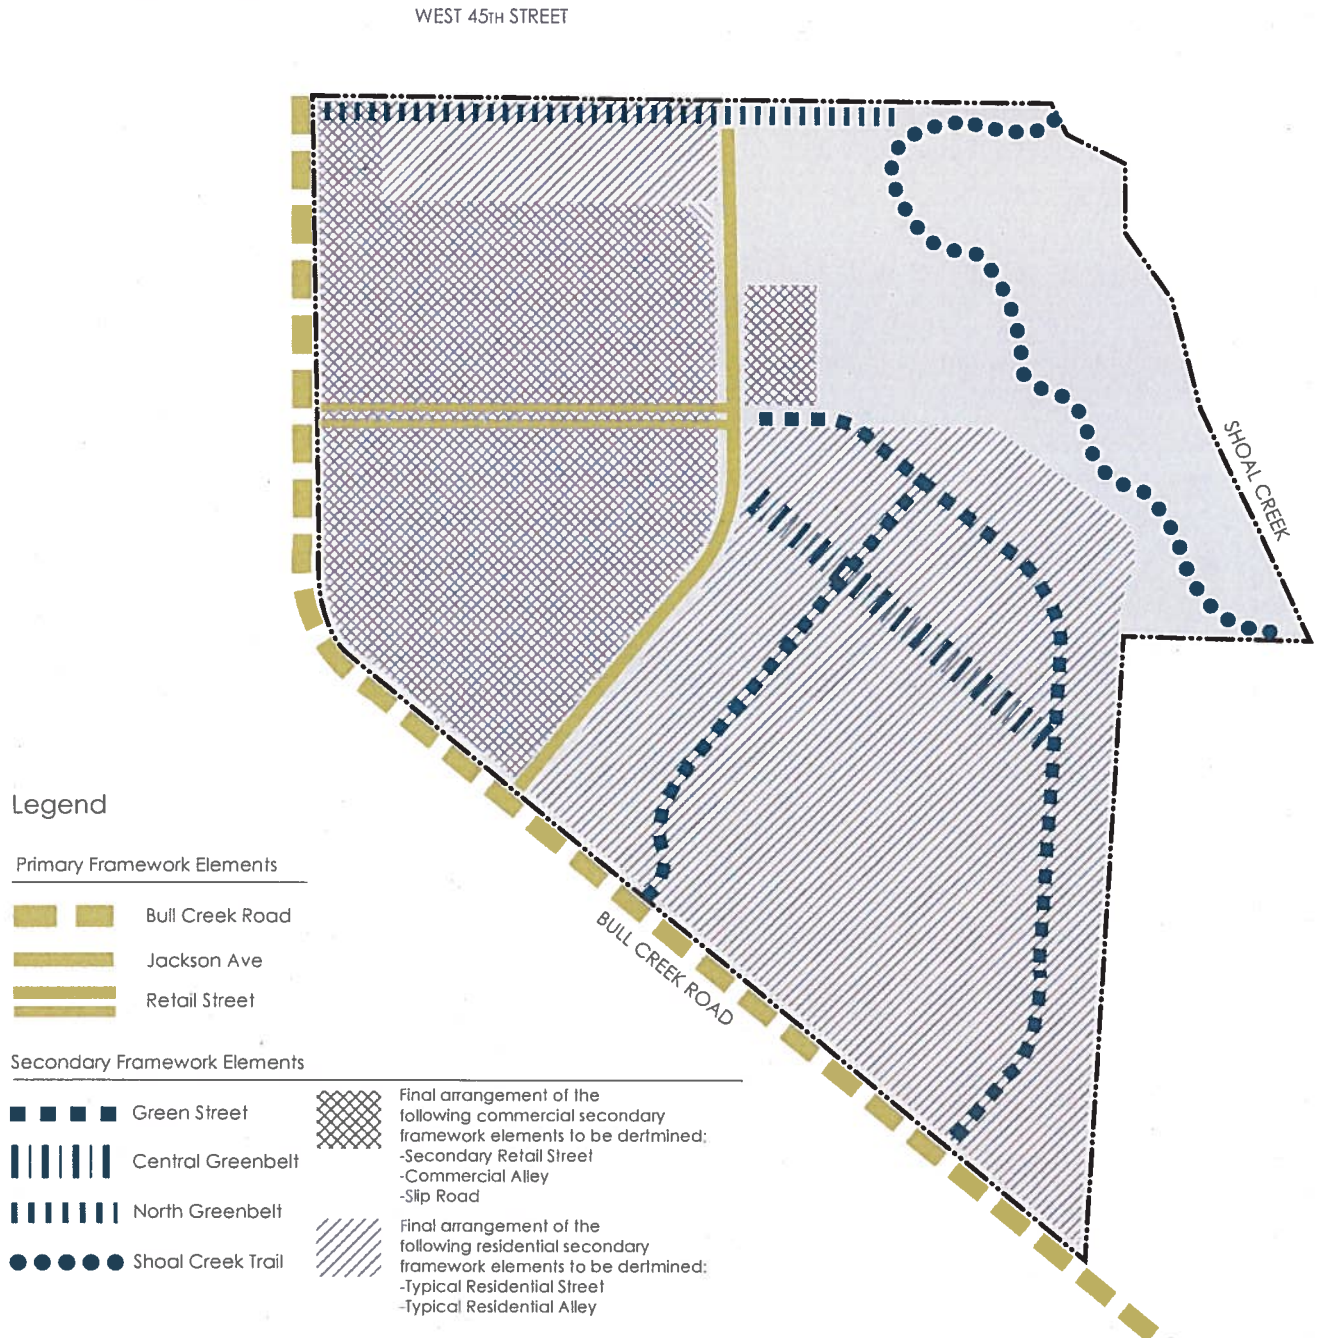 WEST 45TH STREET
SHOAL CREEK
BULL CREEK ROAD
Legend
Primary Framework Elements
Bull Creek Road
Jackson Ave
Retail Street
Secondary Framework Elements
Green Street
Central Greenbelt
North Greenbelt
Shoal Creek Trail
Final arrangement of the
following commercial secondary
framework elements to be dertmined:
-Secondary Retail Street
-Commercial Alley
-Slip Road
Final arrangement of the
following residential secondary
framework elements to be dertmined:
-Typical Residential Street
-Typical Residential Alley